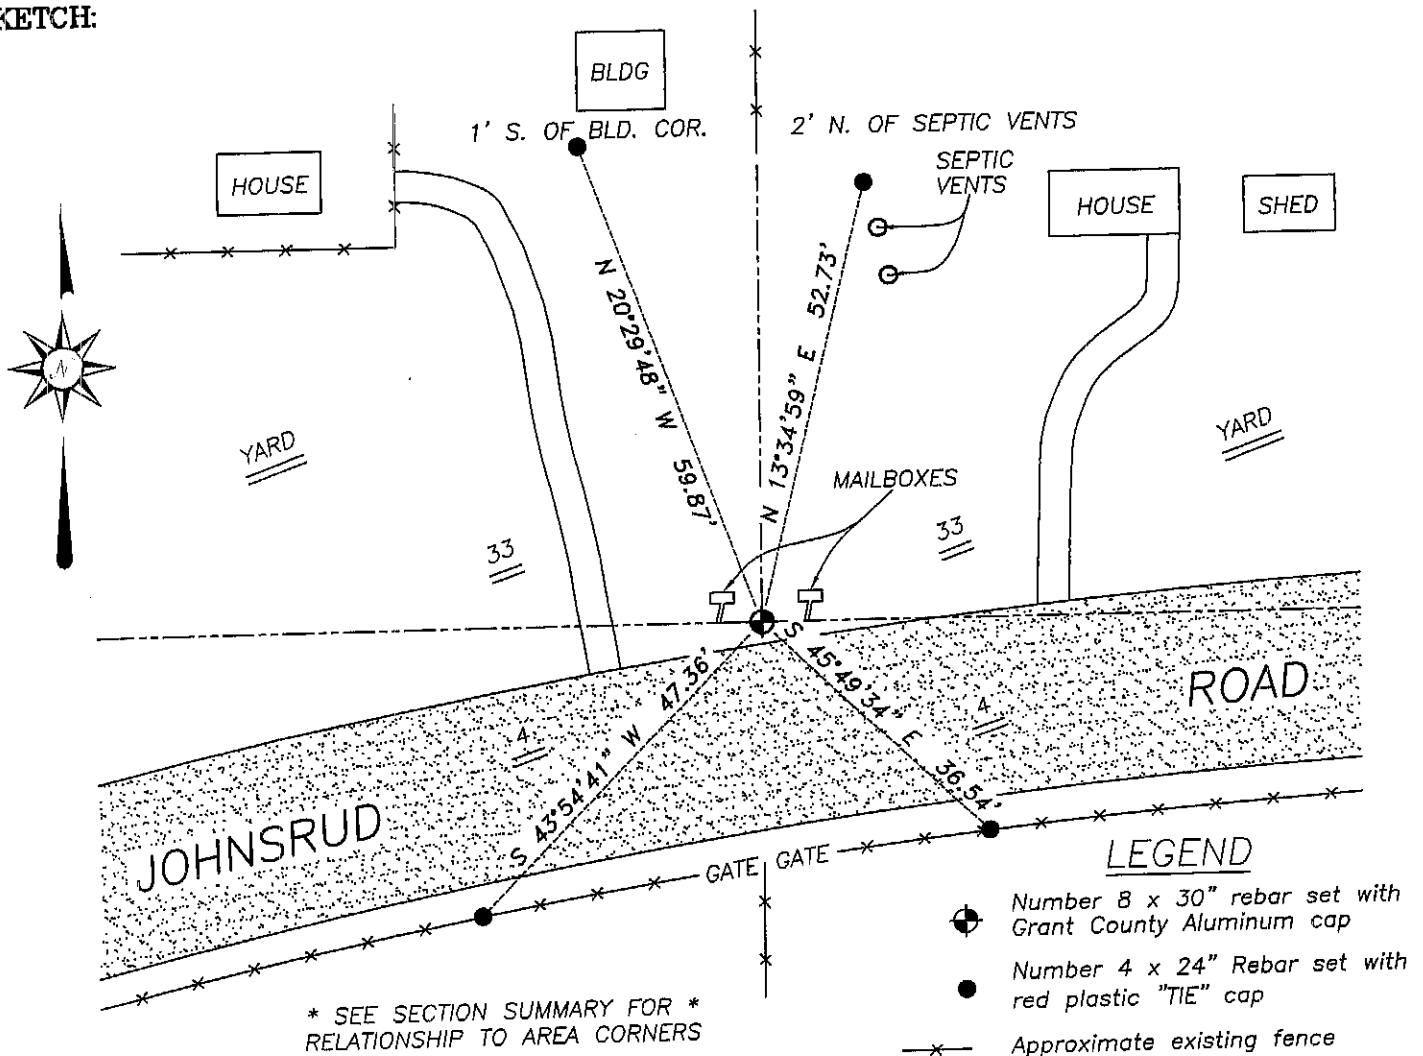 KETCH:
BLDG
1' S. OF BLD. COR.
2' N. OF SEPTIC VENTS
SEPTIC
VENTS
HOUSE
HOUSE
SHED
N
N 20°29'48" W 59.87'
N 13°34'59" E 52.73'
YARD
YARD
MAILBOXES
33
33
S 43°54'41" W 47.36'
S 45°49'34" E 36.54'
4
4
JOHNSRUD
ROAD
GATE
GATE
LEGEND
Number 8 x 30" rebar set with
Grant County Aluminum cap
Number 4 x 24" Rebar set with
red plastic "TIE" cap
Approximate existing fence
* SEE SECTION SUMMARY FOR *
RELATIONSHIP TO AREA CORNERS